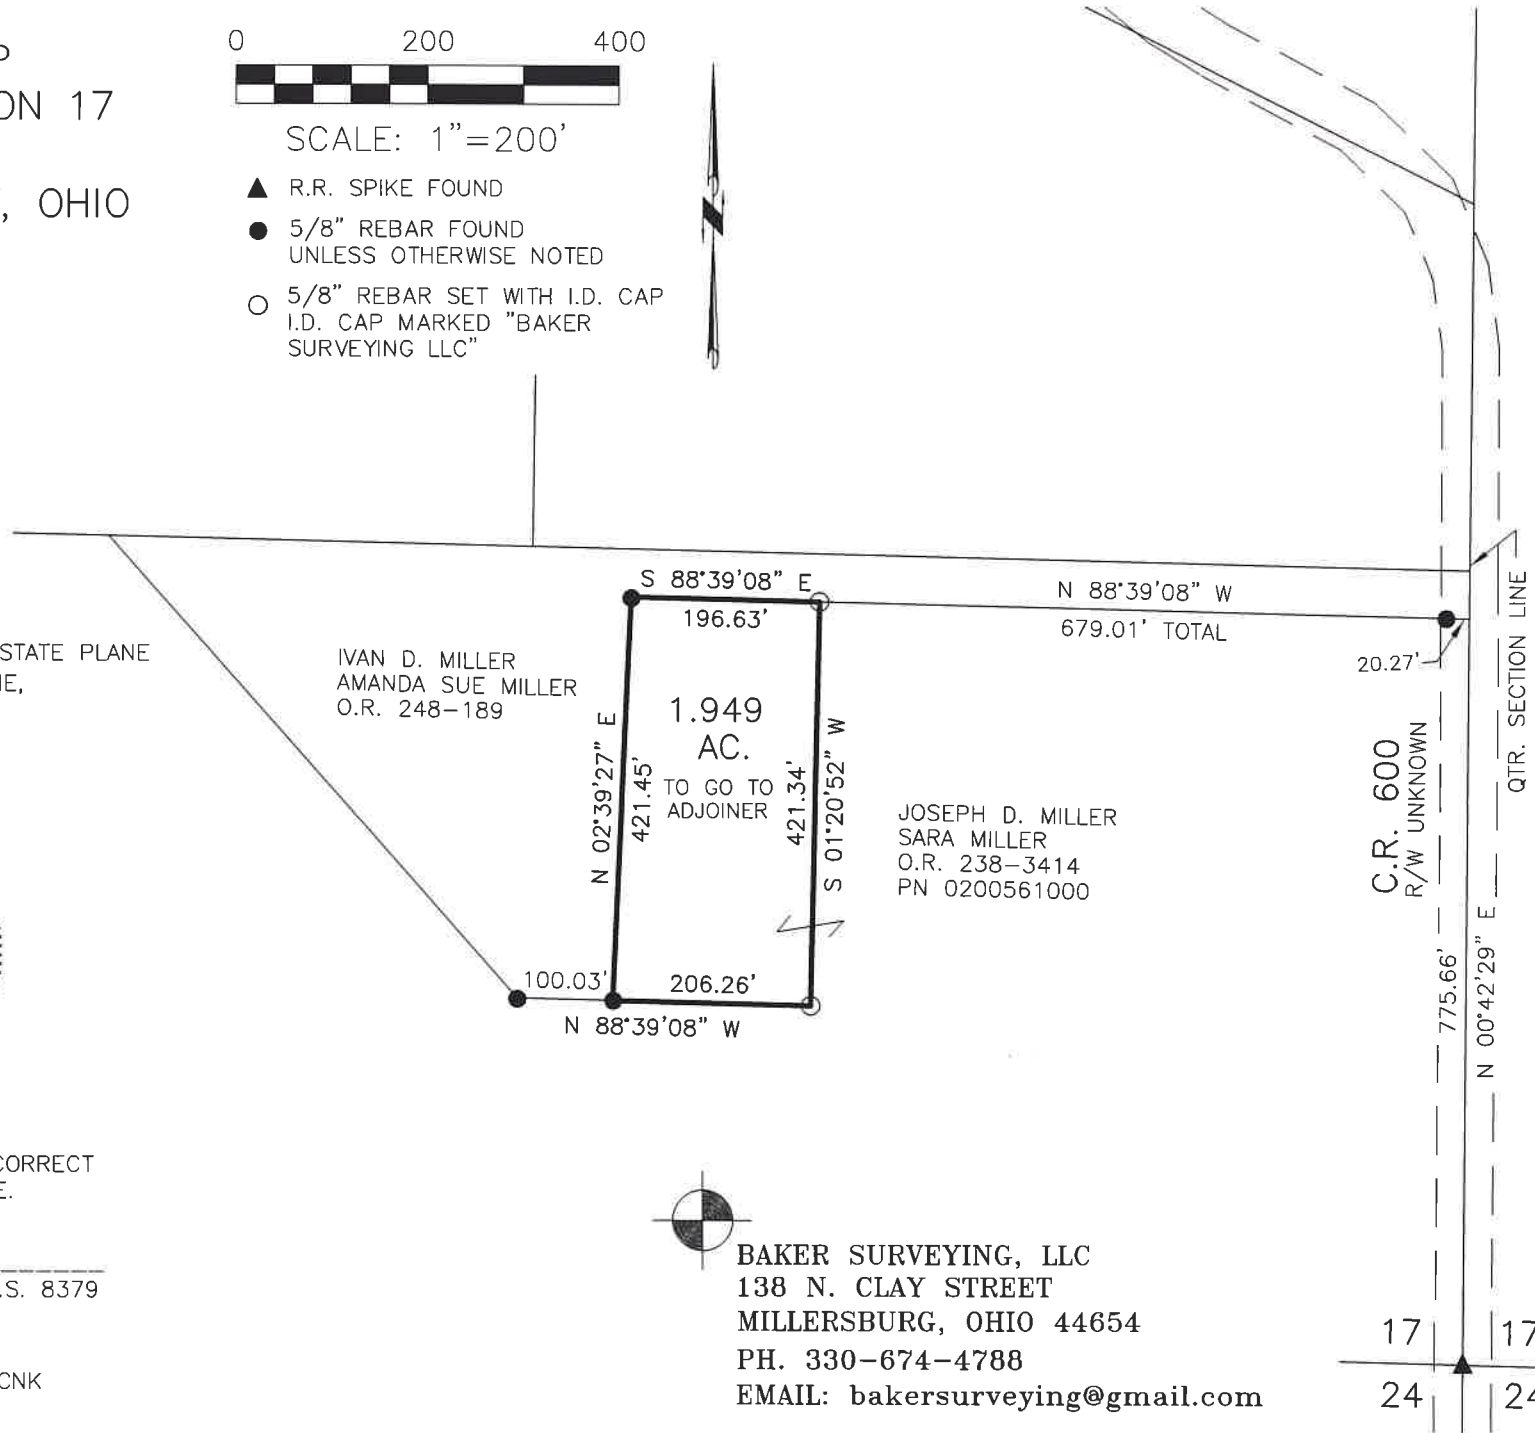 0 200 400
ON 17
SCALE: 1"=200'
, OHIO
R.R. SPIKE FOUND
5/8" REBAR FOUND
UNLESS OTHERWISE NOTED
5/8" REBAR SET WITH I.D. CAP
I.D. CAP MARKED "BAKER
SURVEYING LLC"
N
S 88°39'08" E
196.63'
N 88°39'08" W
679.01' TOTAL
20.27'
QTR. SECTION LINE
STATE PLANE
IVAN D. MILLER
AMANDA SUE MILLER
O.R. 248-189
N 02°39'27" E
421.45'
1.949
AC.
TO GO TO
ADJOINER
421.34'
S 01°20'52" W
JOSEPH D. MILLER
SARA MILLER
O.R. 238-3414
PN 0200561000
C.R. 600
R/W UNKNOWN
775.66'
N 00°42'29" E
100.03'
206.26'
N 88°39'08" W
CORRECT
E.
.S. 8379
CNK
BAKER SURVEYING, LLC
138 N. CLAY STREET
MILLERSBURG, OHIO 44654
PH. 330-674-4788
EMAIL: bakersurveying@gmail.com
17 17
24 24